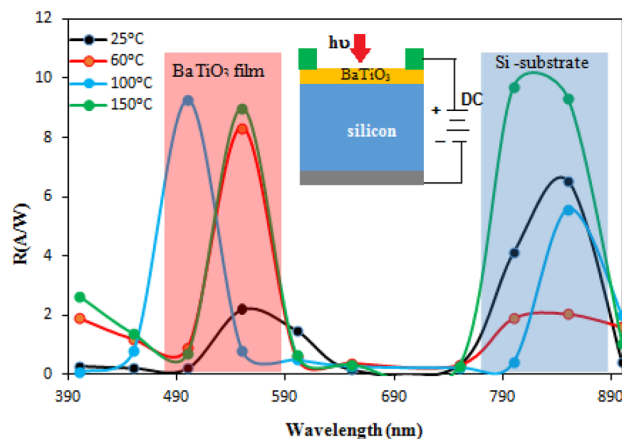 25°C
60°C
100°C
150°C
BaTiO₃ film
hυ
BaTiO₃
silicon
DC
+
−
Si -substrate
R(A/W)
12
10
8
6
4
2
0
390
490
590
690
790
890
Wavelength (nm)